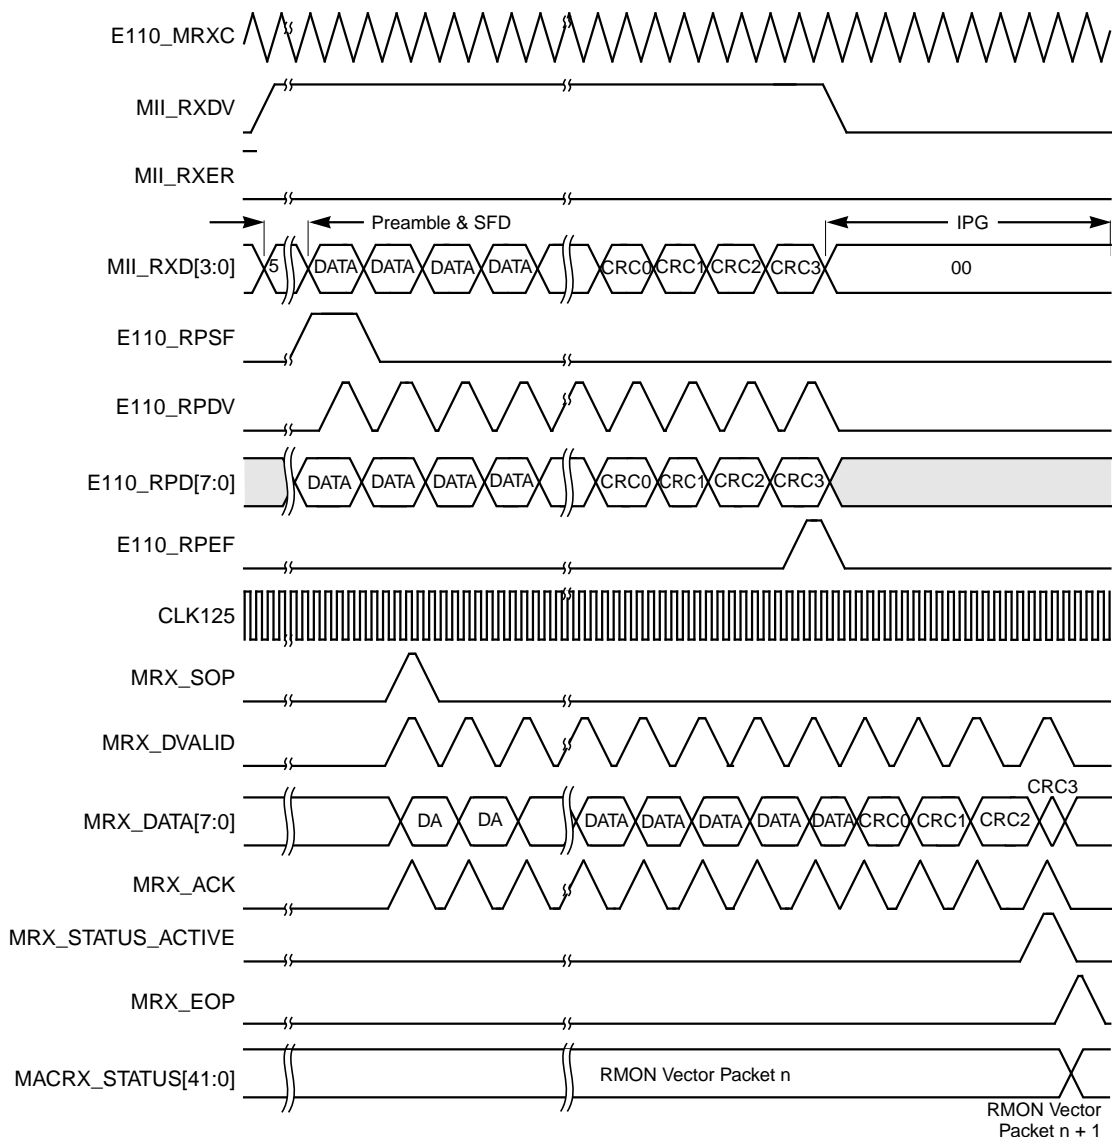 E110_MRXC
MII_RXDV
MII_RXER
Preamble & SFD
IPG
MII_RXD[3:0]
5
DATA DATA DATA DATA
CRC0 CRC1 CRC2 CRC3
00
E110_RPSF
E110_RPDV
E110_RPD[7:0]
DATA DATA DATA DATA
CRC0 CRC1 CRC2 CRC3
E110_RPEF
CLK125
MRX_SOP
MRX_DVALID
CRC3
MRX_DATA[7:0]
DA DA
DATA DATA DATA DATA DATA CRC0 CRC1 CRC2
MRX_ACK
MRX_STATUS_ACTIVE
MRX_EOP
MACRX_STATUS[41:0]
RMON Vector Packet n
RMON Vector
Packet n + 1